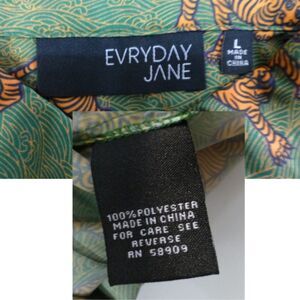 EVRYDAY
JANE
L
MADE
IN
CHINA
100%POLYESTER
MADE IN CHINA
FOR CARE SEE
REVERSE
RN 58909